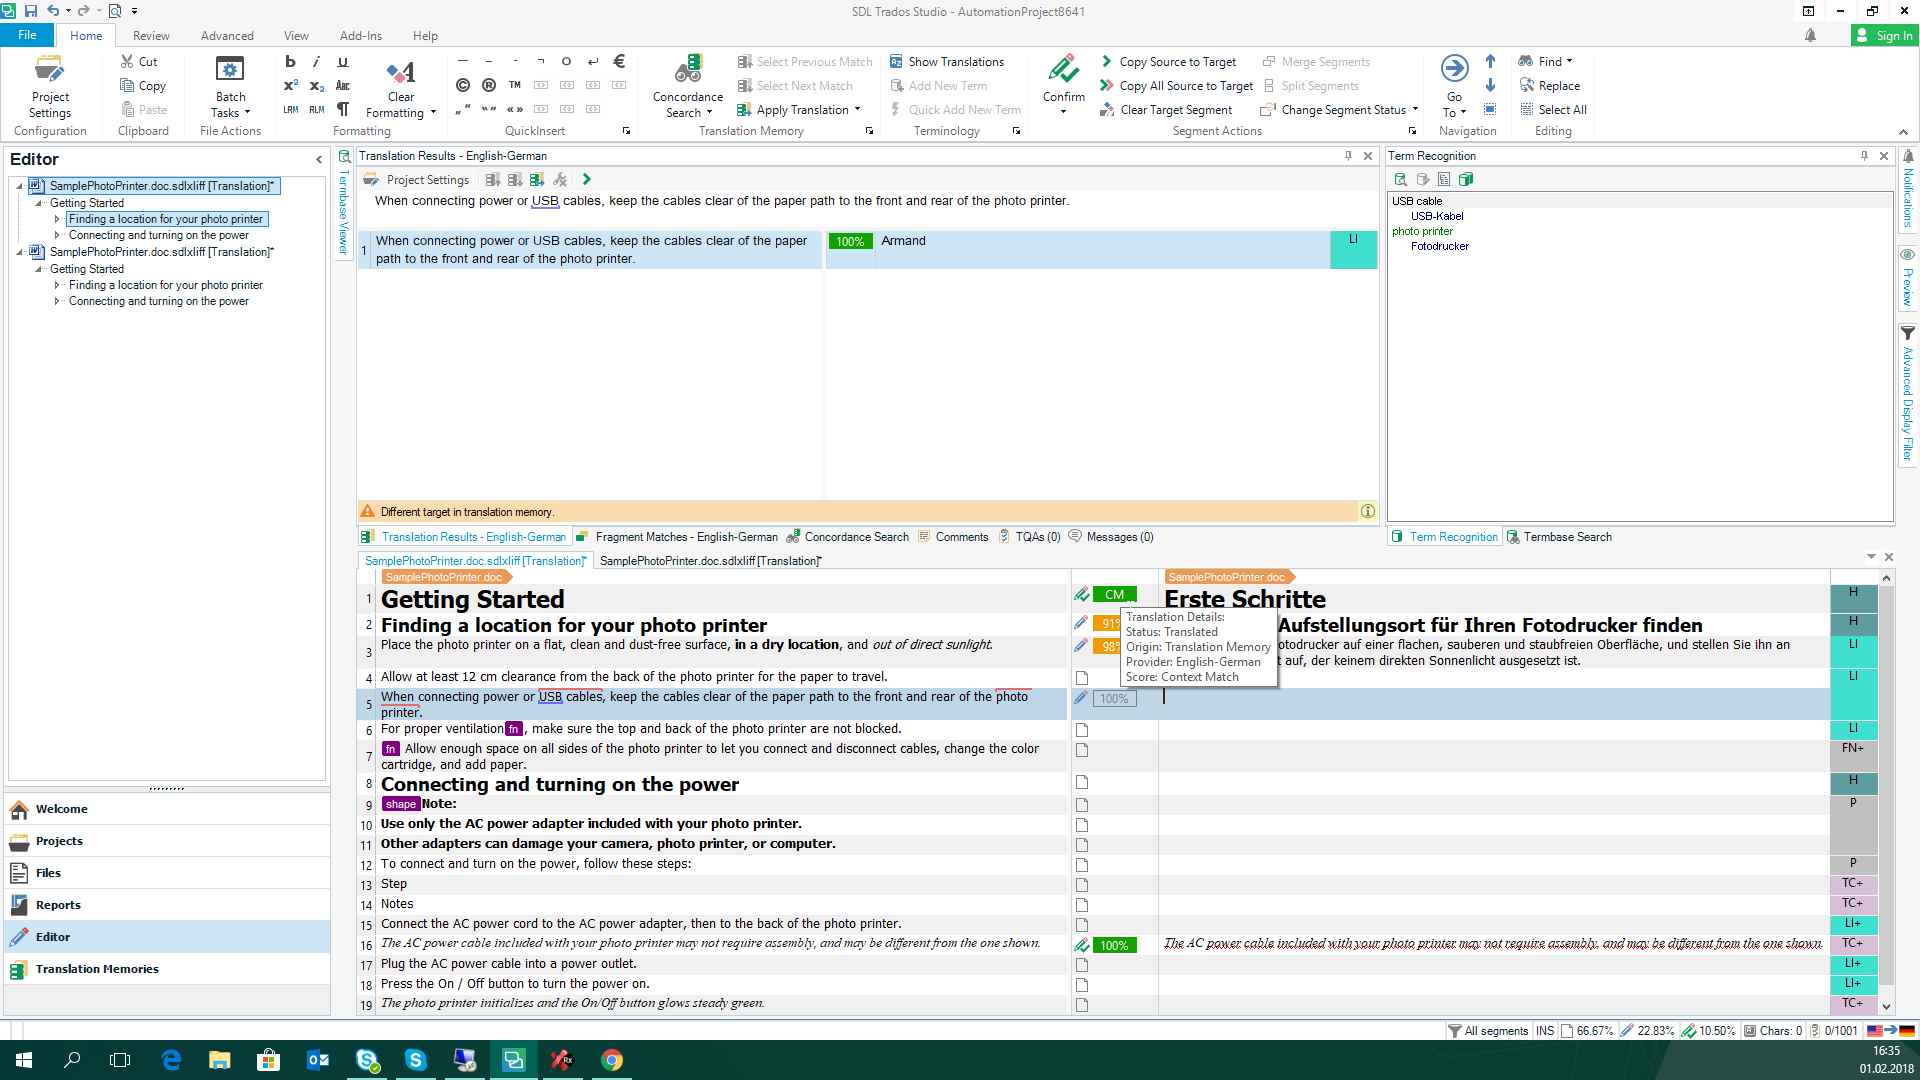 SDL Trados Studio - AutomationProject8641
File
Home
Review
Advanced
View
Add-Ins
Help
Sign In
Project Settings
Configuration
Cut
Copy
Paste
Clipboard
Batch Tasks
File Actions
b i u
x² x₂ ABC
LRM RLM ¶
Clear Formatting
Formatting
© ® TM
QuickInsert
Concordance Search
Select Previous Match
Select Next Match
Apply Translation
Translation Memory
Show Translations
Add New Term
Quick Add New Term
Terminology
Confirm
Copy Source to Target
Copy All Source to Target
Clear Target Segment
Merge Segments
Split Segments
Change Segment Status
Segment Actions
Go To
Navigation
Find
Replace
Select All
Editing
Editor
SamplePhotoPrinter.doc.sdlxliff [Translation]*
Getting Started
Finding a location for your photo printer
Connecting and turning on the power
SamplePhotoPrinter.doc.sdlxliff [Translation]*
Getting Started
Finding a location for your photo printer
Connecting and turning on the power
Welcome
Projects
Files
Reports
Editor
Translation Memories
Termbase Viewer
Translation Results - English-German
Project Settings
When connecting power or USB cables, keep the cables clear of the paper path to the front and rear of the photo printer.
1 When connecting power or USB cables, keep the cables clear of the paper path to the front and rear of the photo printer. 100% Armand LI
Different target in translation memory.
Translation Results - English-German
Fragment Matches - English-German
Concordance Search
Comments
TQAs (0)
Messages (0)
Term Recognition
USB cable
USB-Kabel
photo printer
Fotodrucker
Term Recognition
Termbase Search
Notifications
Preview
Advanced Display Filter
SamplePhotoPrinter.doc.sdlxliff [Translation]*
SamplePhotoPrinter.doc.sdlxliff [Translation]*
SamplePhotoPrinter.doc
SamplePhotoPrinter.doc
1 Getting Started CM Erste Schritte H
2 Finding a location for your photo printer 91% Aufstellungsort für Ihren Fotodrucker finden H
3 Place the photo printer on a flat, clean and dust-free surface, in a dry location, and out of direct sunlight. 98% otodrucker auf einer flachen, sauberen und staubfreien Oberfläche, und stellen Sie ihn an
t auf, der keinem direkten Sonnenlicht ausgesetzt ist. LI
Translation Details:
Status: Translated
Origin: Translation Memory
Provider: English-German
Score: Context Match
4 Allow at least 12 cm clearance from the back of the photo printer for the paper to travel. LI
5 When connecting power or USB cables, keep the cables clear of the paper path to the front and rear of the photo printer. 100%
6 For proper ventilation fn , make sure the top and back of the photo printer are not blocked. LI
7 fn Allow enough space on all sides of the photo printer to let you connect and disconnect cables, change the color cartridge, and add paper. FN+
8 Connecting and turning on the power H
9 shape Note: P
10 Use only the AC power adapter included with your photo printer.
11 Other adapters can damage your camera, photo printer, or computer.
12 To connect and turn on the power, follow these steps: P
13 Step TC+
14 Notes TC+
15 Connect the AC power cord to the AC power adapter, then to the back of the photo printer. LI+
16 The AC power cable included with your photo printer may not require assembly, and may be different from the one shown. 100% The AC power cable included with your photo printer may not require assembly, and may be different from the one shown. TC+
17 Plug the AC power cable into a power outlet. LI+
18 Press the On / Off button to turn the power on. LI+
19 The photo printer initializes and the On/Off button glows steady green. TC+
All segments INS 66.67% 22.83% 10.50% Chars: 0 0/1001
16:35
01.02.2018